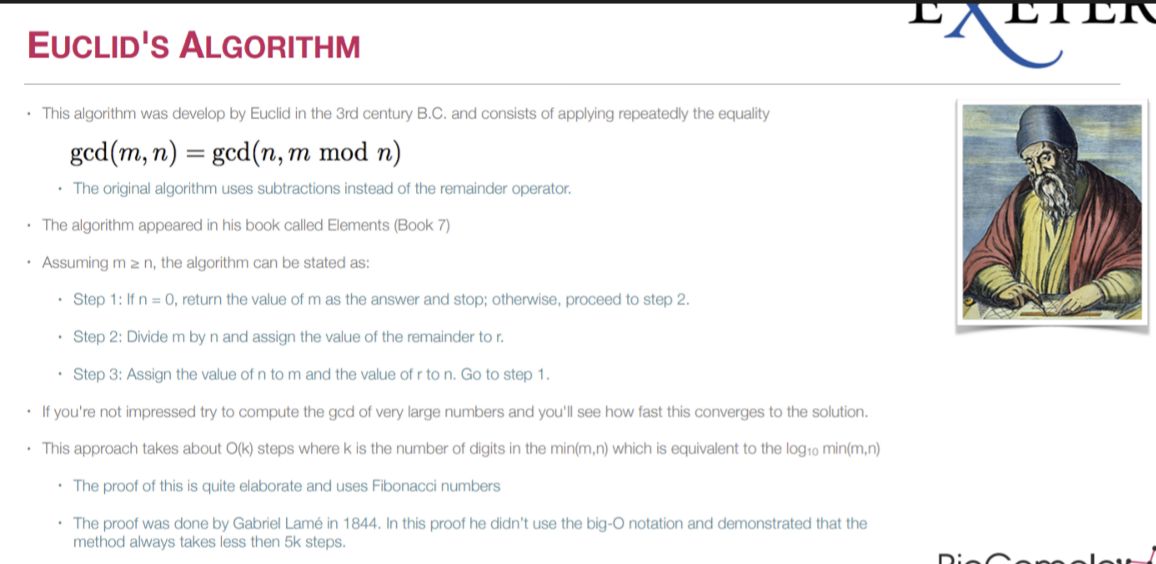 EXETER
EUCLID'S ALGORITHM
• This algorithm was develop by Euclid in the 3rd century B.C. and consists of applying repeatedly the equality
gcd(m, n) = gcd(n, m mod n)
• The original algorithm uses subtractions instead of the remainder operator.
• The algorithm appeared in his book called Elements (Book 7)
• Assuming m ≥ n, the algorithm can be stated as:
• Step 1: If n = 0, return the value of m as the answer and stop; otherwise, proceed to step 2.
• Step 2: Divide m by n and assign the value of the remainder to r.
• Step 3: Assign the value of n to m and the value of r to n. Go to step 1.
• If you're not impressed try to compute the gcd of very large numbers and you'll see how fast this converges to the solution.
• This approach takes about O(k) steps where k is the number of digits in the min(m,n) which is equivalent to the log₁₀ min(m,n)
• The proof of this is quite elaborate and uses Fibonacci numbers
• The proof was done by Gabriel Lamé in 1844. In this proof he didn't use the big-O notation and demonstrated that the
method always takes less then 5k steps.